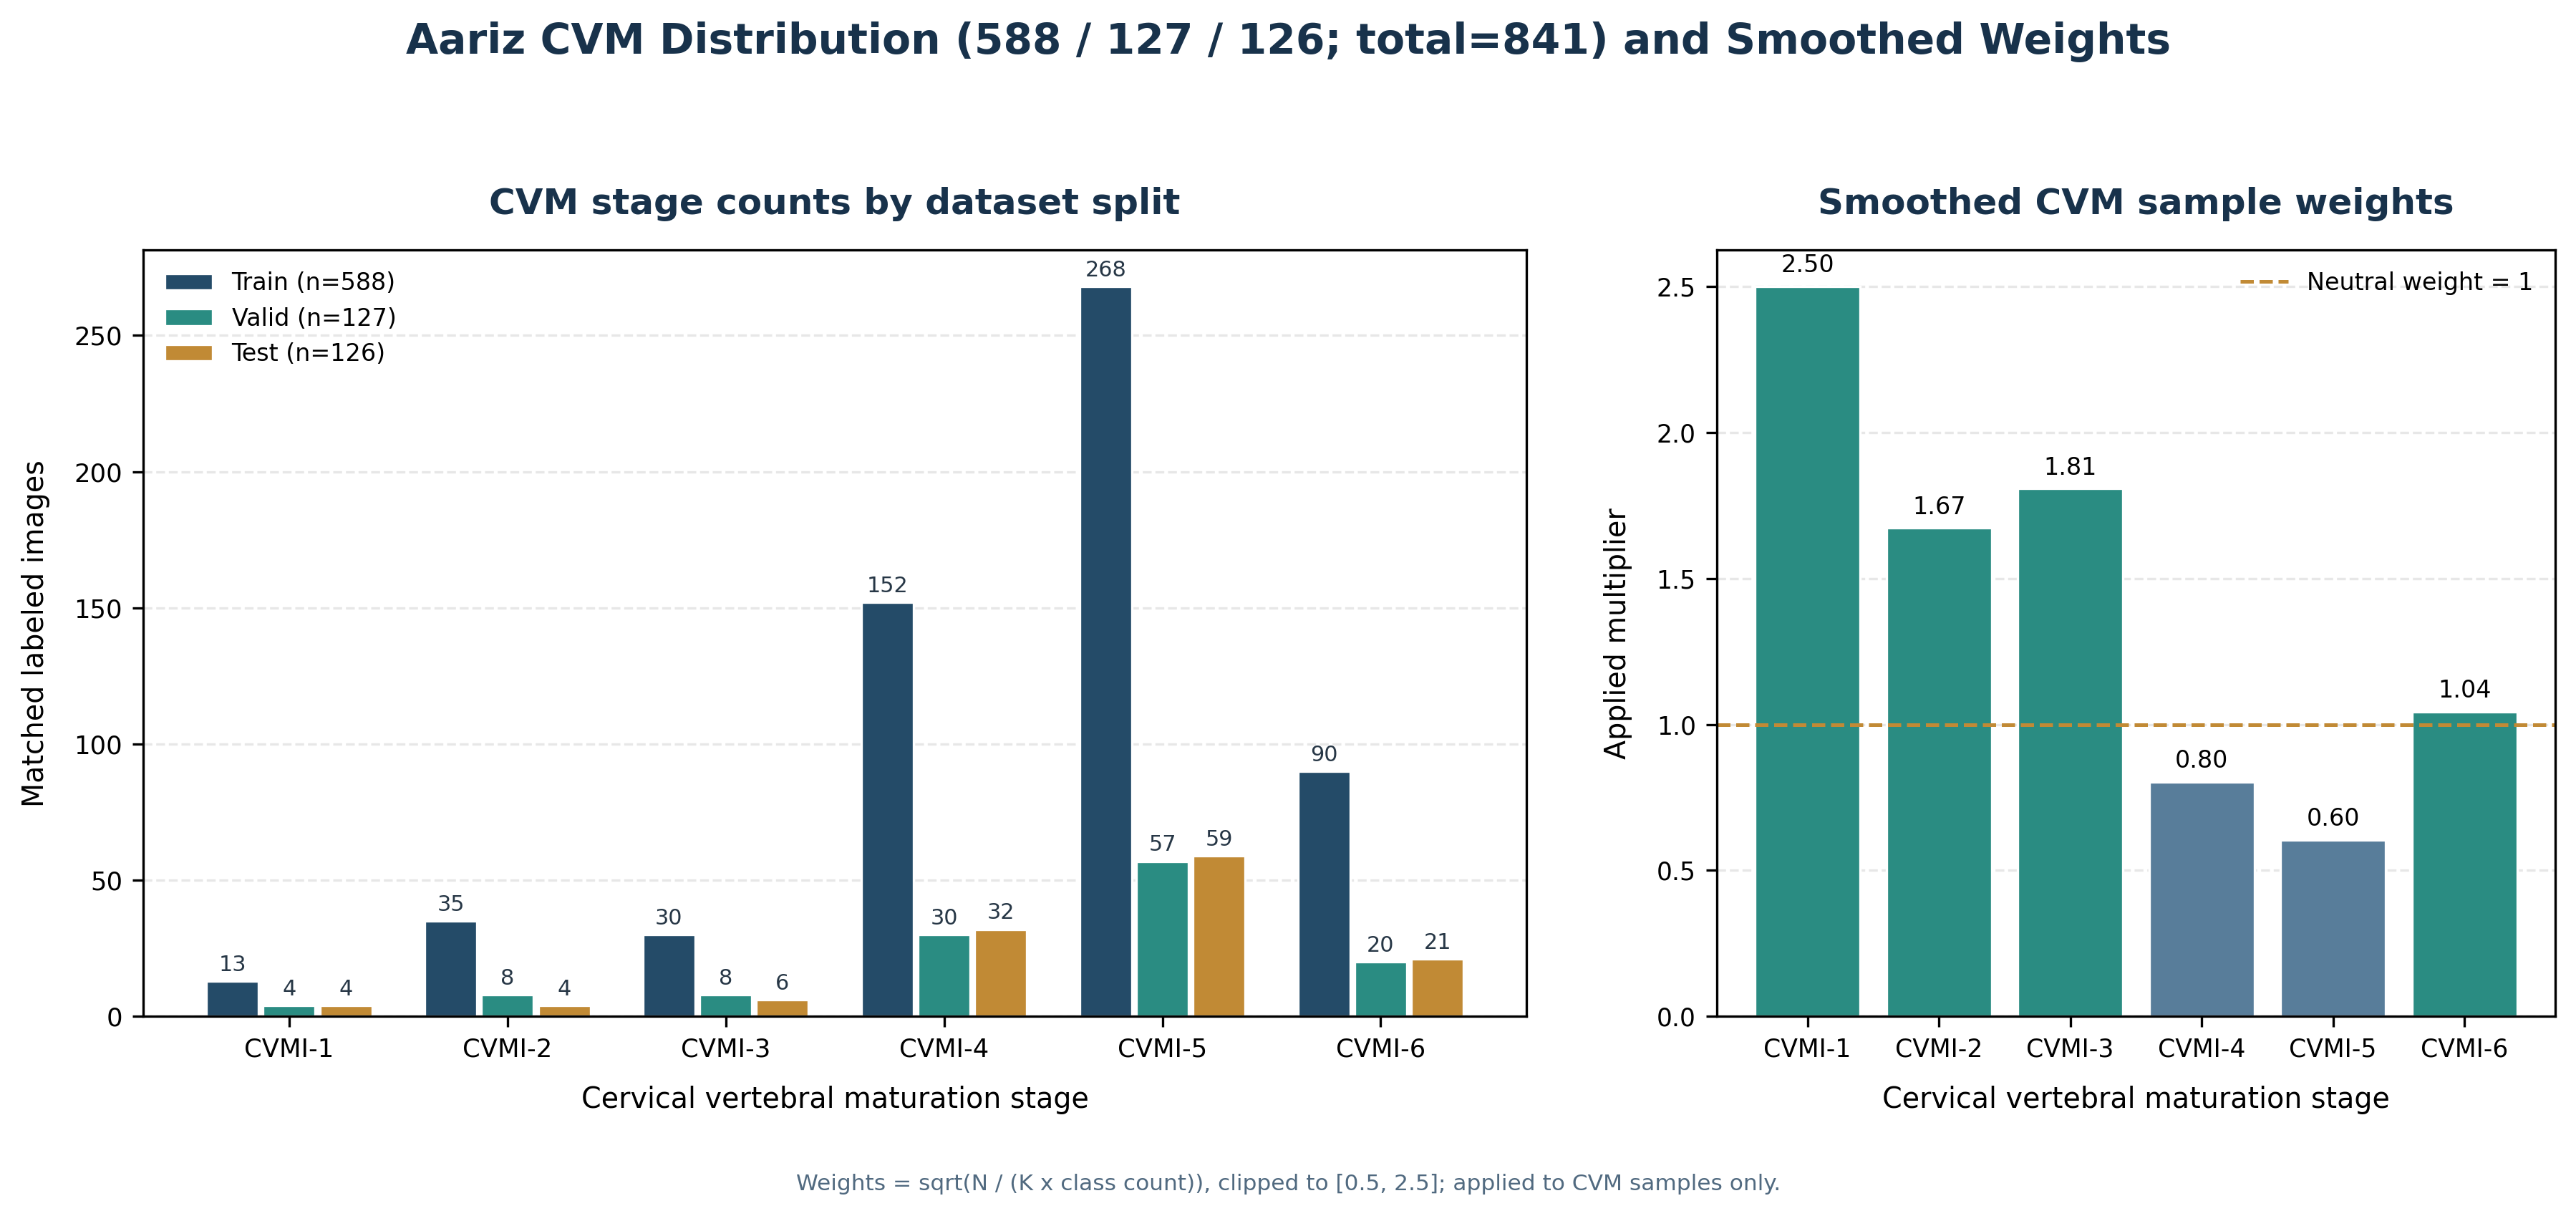 Aariz CVM Distribution (588 / 127 / 126; total=841) and Smoothed Weights
CVM stage counts by dataset split
Matched labeled images
250
200
150
100
50
0
Train (n=588)
Valid (n=127)
Test (n=126)
13
4
4
35
8
4
30
8
6
152
30
32
268
57
59
90
20
21
CVMI-1
CVMI-2
CVMI-3
CVMI-4
CVMI-5
CVMI-6
Cervical vertebral maturation stage
Smoothed CVM sample weights
Applied multiplier
2.5
2.0
1.5
1.0
0.5
0.0
Neutral weight = 1
2.50
1.67
1.81
0.80
0.60
1.04
CVMI-1
CVMI-2
CVMI-3
CVMI-4
CVMI-5
CVMI-6
Cervical vertebral maturation stage
Weights = sqrt(N / (K x class count)), clipped to [0.5, 2.5]; applied to CVM samples only.